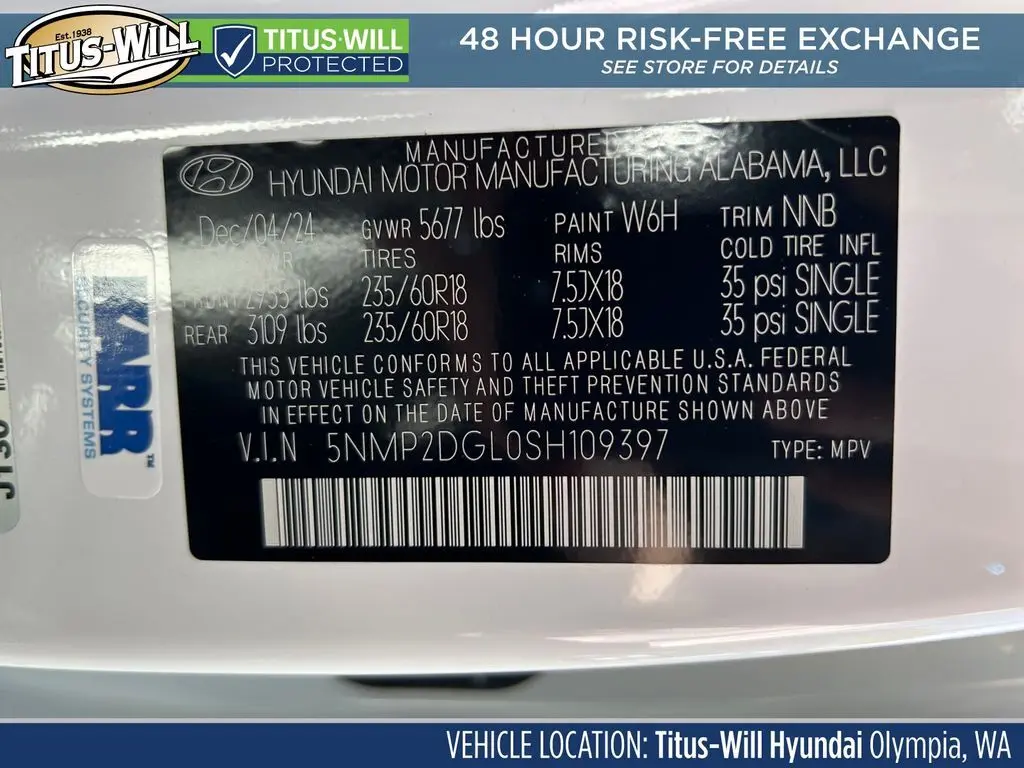 Est.1938
TITUS-WILL
TITUS-WILL
PROTECTED
48 HOUR RISK-FREE EXCHANGE
SEE STORE FOR DETAILS
MANUFACTURED
HYUNDAI MOTOR MANUFACTURING ALABAMA, LLC
Dec/04/24 GVWR 5677 lbs PAINT W6H TRIM NNB
TIRES RIMS COLD TIRE INFL
lbs 235/60R18 7.5JX18 35 psi SINGLE
REAR 3109 lbs 235/60R18 7.5JX18 35 psi SINGLE
THIS VEHICLE CONFORMS TO ALL APPLICABLE U.S.A. FEDERAL
MOTOR VEHICLE SAFETY AND THEFT PREVENTION STANDARDS
IN EFFECT ON THE DATE OF MANUFACTURE SHOWN ABOVE
V.I.N 5NMP2DGL0SH109397 TYPE: MPV
KARR
SECURITY SYSTEMS
TM
VEHICLE LOCATION: Titus-Will Hyundai Olympia, WA